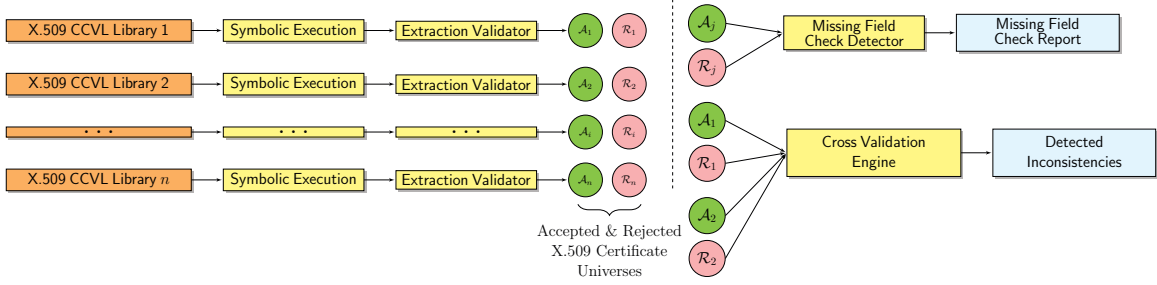 X.509 CCVL Library 1
Symbolic Execution
Extraction Validator
𝒜₁
ℛ₁
X.509 CCVL Library 2
Symbolic Execution
Extraction Validator
𝒜₂
ℛ₂
...
...
...
𝒜ᵢ
ℛᵢ
X.509 CCVL Library n
Symbolic Execution
Extraction Validator
𝒜ₙ
ℛₙ
Accepted & Rejected
X.509 Certificate
Universes
𝒜ⱼ
ℛⱼ
Missing Field
Check Detector
Missing Field
Check Report
𝒜₁
ℛ₁
𝒜₂
ℛ₂
Cross Validation
Engine
Detected
Inconsistencies